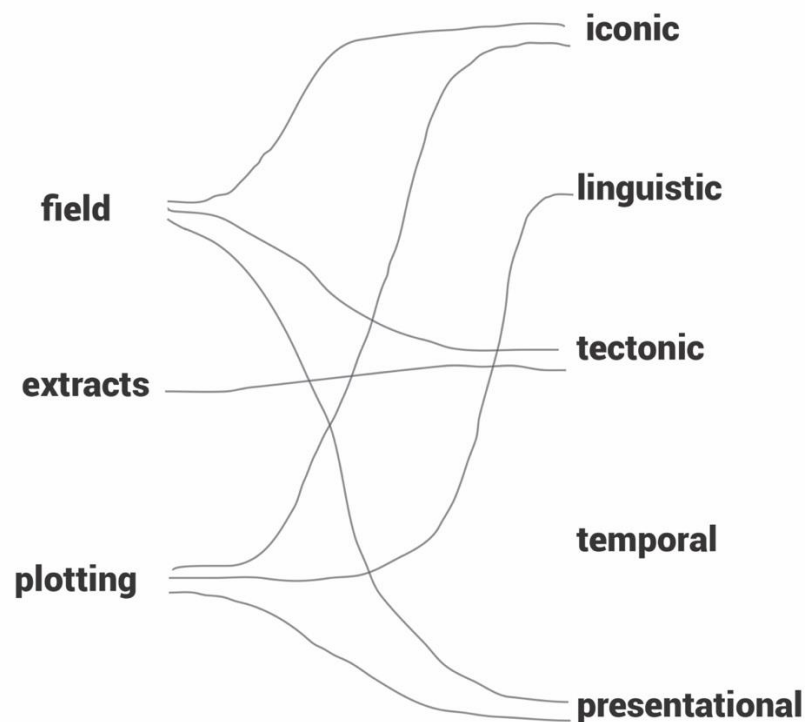 field
extracts
plotting
iconic
linguistic
tectonic
temporal
presentational